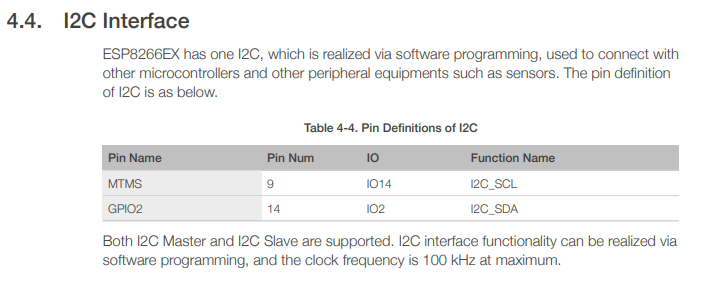 4.4. I2C Interface
ESP8266EX has one I2C, which is realized via software programming, used to connect with
other microcontrollers and other peripheral equipments such as sensors. The pin definition
of I2C is as below.
Table 4-4. Pin Definitions of I2C
Pin Name Pin Num IO Function Name
MTMS 9 IO14 I2C_SCL
GPIO2 14 IO2 I2C_SDA
Both I2C Master and I2C Slave are supported. I2C interface functionality can be realized via
software programming, and the clock frequency is 100 kHz at maximum.